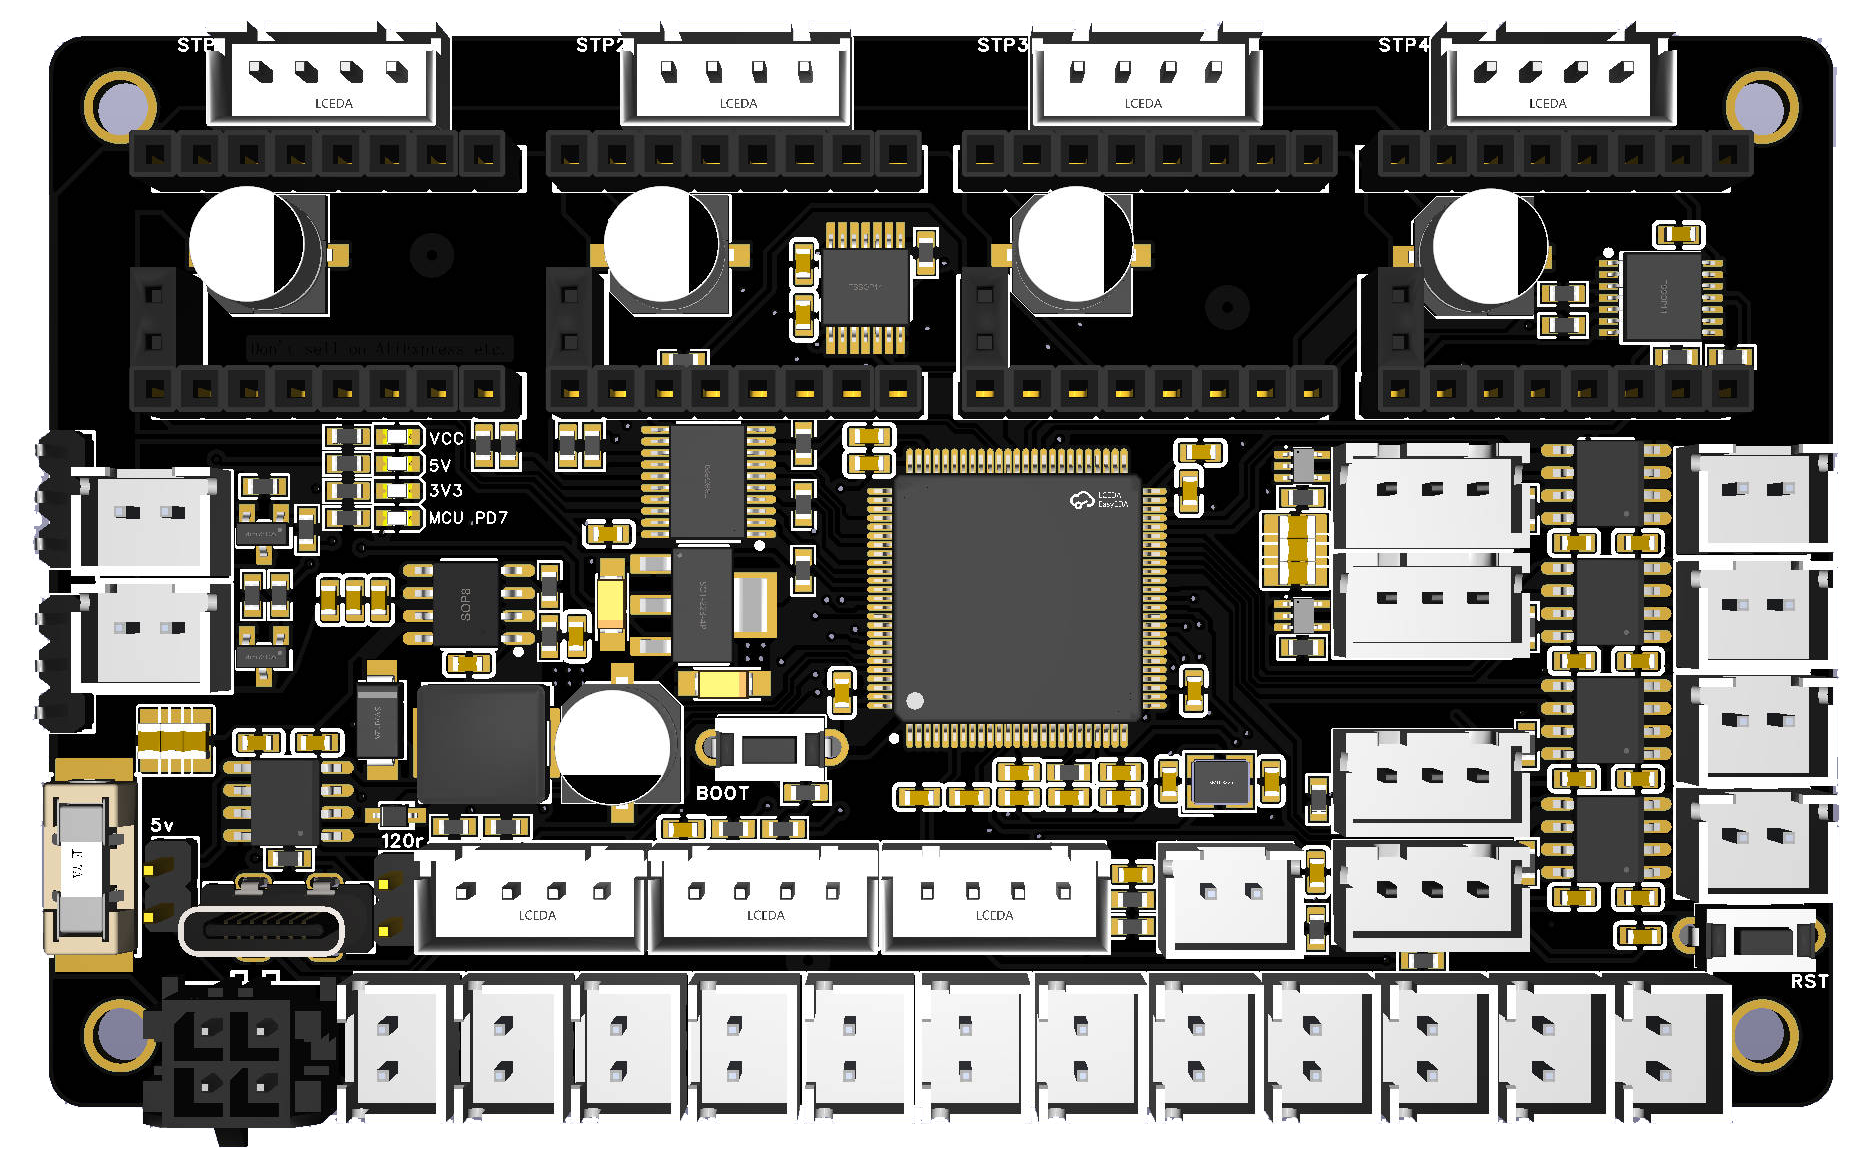 STP
STP2
STP3
STP4
LCEDA
LCEDA
LCEDA
LCEDA
Don't sell on AliExpress etc.
VCC
5V
3V3
MCU PD7
LCEDA
EasyEDA
SOP8
BOOT
5v
120r
LCEDA
LCEDA
LCEDA
RST